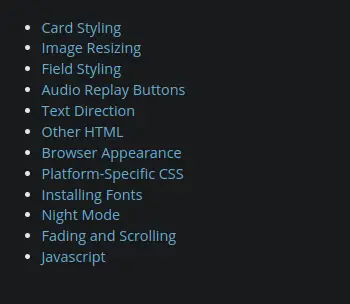 Card Styling
Image Resizing
Field Styling
Audio Replay Buttons
Text Direction
Other HTML
Browser Appearance
Platform-Specific CSS
Installing Fonts
Night Mode
Fading and Scrolling
Javascript